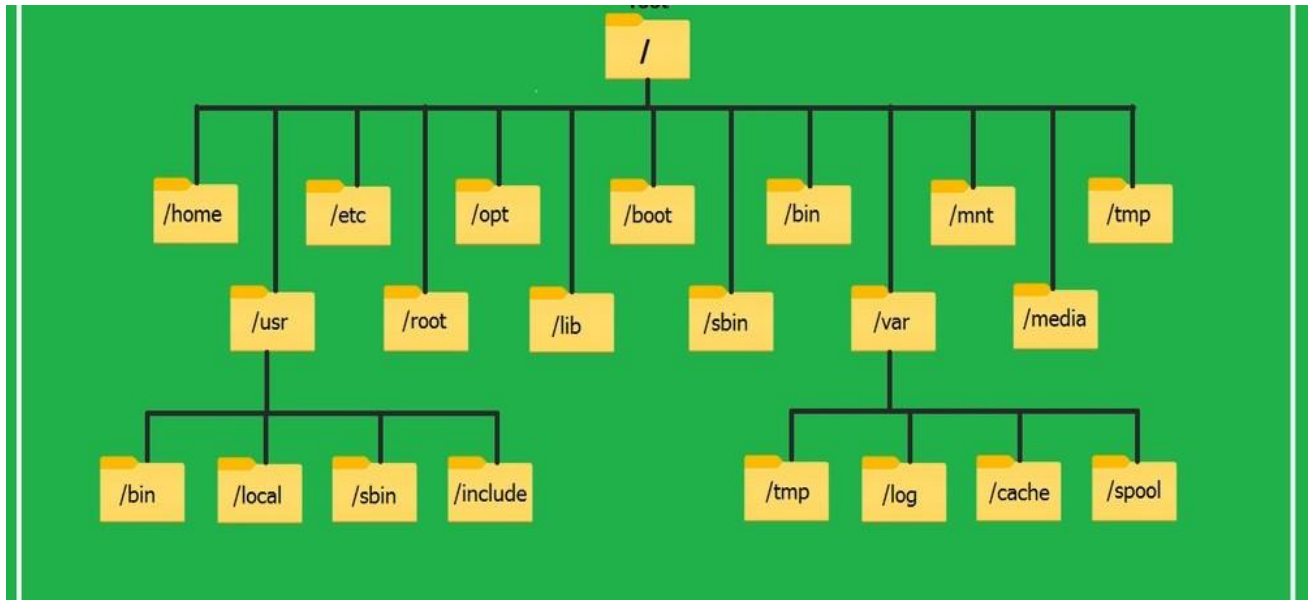 /
/home
/etc
/opt
/boot
/bin
/mnt
/tmp
/usr
/root
/lib
/sbin
/var
/media
/bin
/local
/sbin
/include
/tmp
/log
/cache
/spool